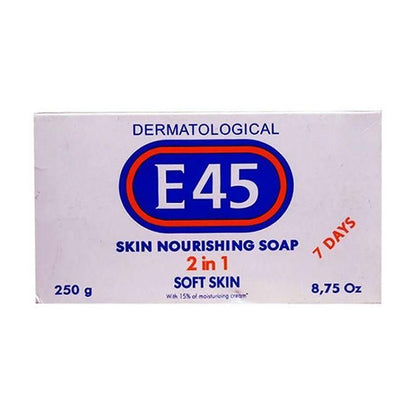 DERMATOLOGICAL
E45
SKIN NOURISHING SOAP
7 DAYS
2 in 1
SOFT SKIN
250 g
With 15% of moisturizing cream*
8,75 Oz